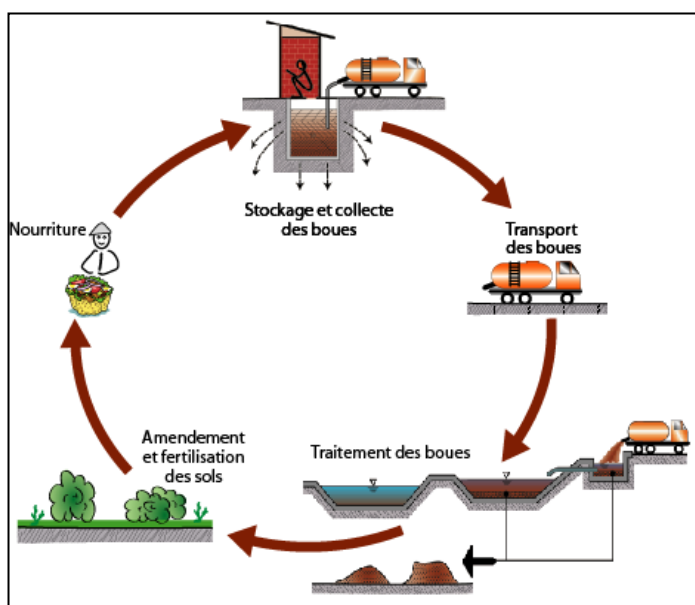 Stockage et collecte
des boues
Transport
des boues
Traitement des boues
Amendement
et fertilisation
des sols
Nourriture